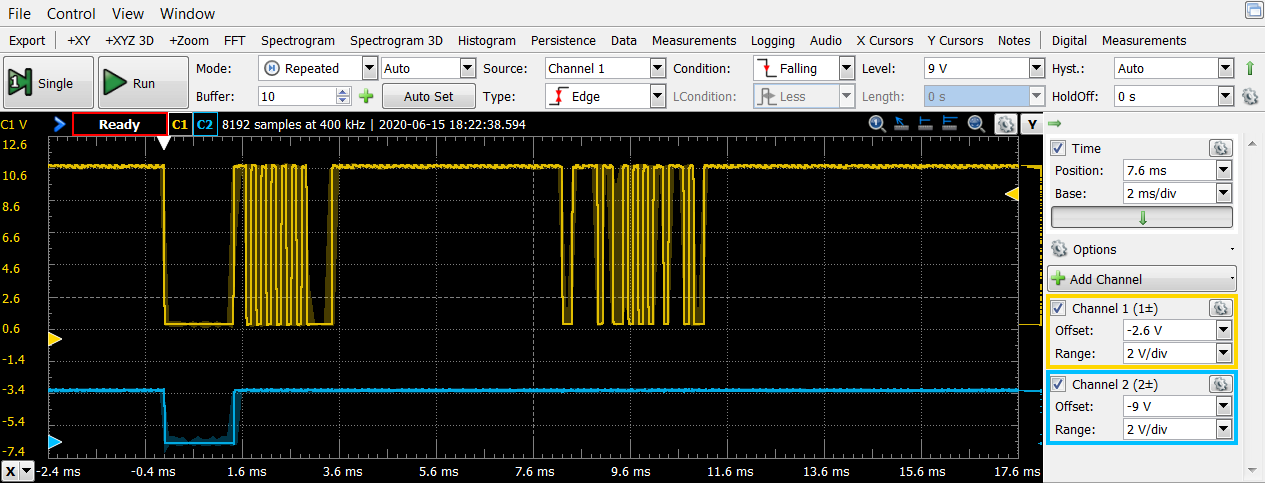 File Control View Window
Export +XY +XYZ 3D +Zoom FFT Spectrogram Spectrogram 3D Histogram Persistence Data Measurements Logging Audio X Cursors Y Cursors Notes Digital Measurements
Single Run Mode: Repeated Auto Source: Channel 1 Condition: Falling Level: 9 V Hyst.: Auto
Buffer: 10 Auto Set Type: Edge LCondition: Less Length: 0 s HoldOff: 0 s
C1 V Ready C1 C2 8192 samples at 400 kHz | 2020-06-15 18:22:38.594 Y
12.6
10.6
8.6
6.6
4.6
2.6
0.6
-1.4
-3.4
-5.4
-7.4
X -2.4 ms -0.4 ms 1.6 ms 3.6 ms 5.6 ms 7.6 ms 9.6 ms 11.6 ms 13.6 ms 15.6 ms 17.6 ms
Time
Position: 7.6 ms
Base: 2 ms/div
Options
Add Channel
Channel 1 (1±)
Offset: -2.6 V
Range: 2 V/div
Channel 2 (2±)
Offset: -9 V
Range: 2 V/div